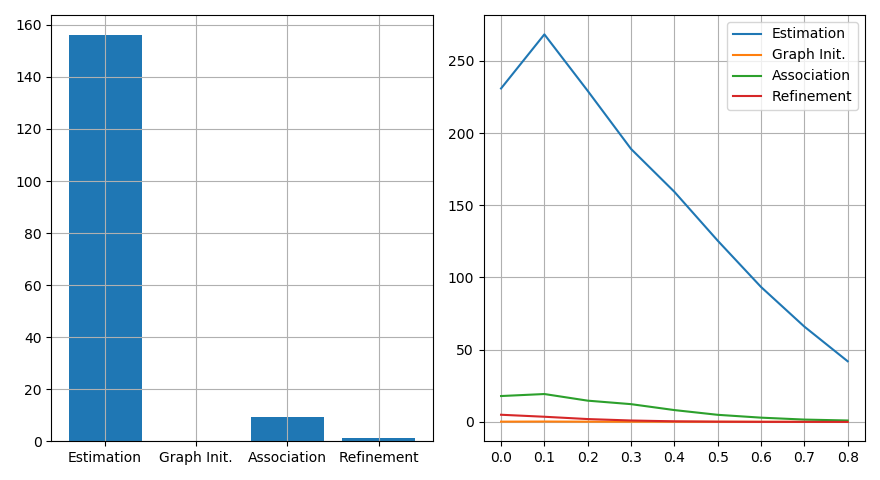 160
140
120
100
80
60
40
20
0
Estimation Graph Init. Association Refinement
250
200
150
100
50
0
0.0 0.1 0.2 0.3 0.4 0.5 0.6 0.7 0.8
Estimation
Graph Init.
Association
Refinement